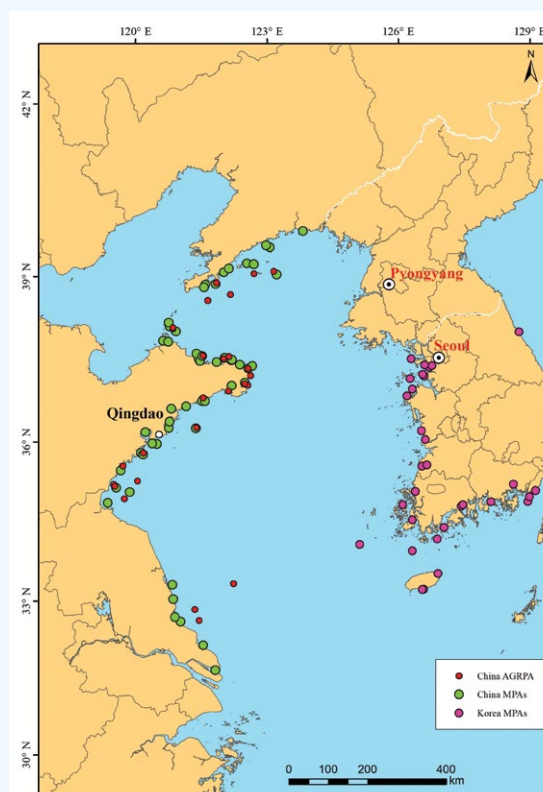 120° E 123° E 126° E 129° E
N
42° N
39° N
Pyongyang
Seoul
Qingdao
36° N
33° N
China AGRPA
China MPAs
Korea MPAs
30° N
0 100 200 400
km